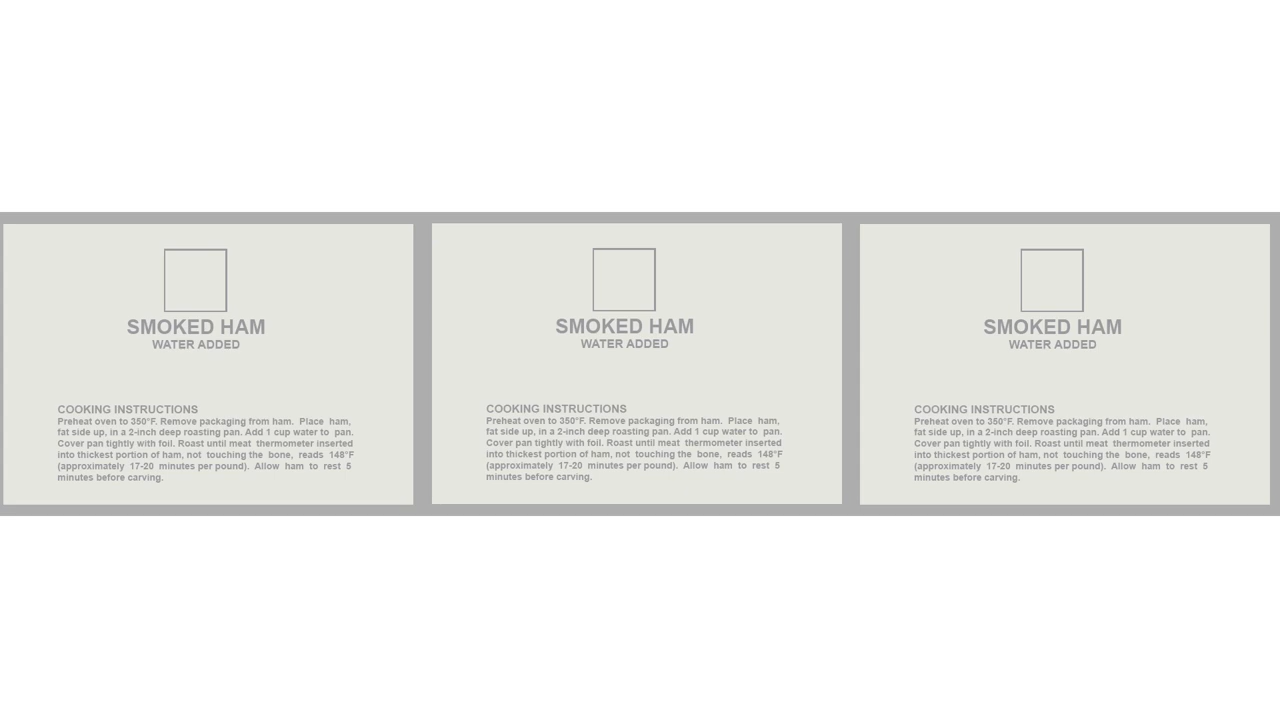 SMOKED HAM
WATER ADDED
COOKING INSTRUCTIONS
Preheat oven to 350°F. Remove packaging from ham. Place ham,
fat side up, in a 2-inch deep roasting pan. Add 1 cup water to pan.
Cover pan tightly with foil. Roast until meat thermometer inserted
into thickest portion of ham, not touching the bone, reads 148°F
(approximately 17-20 minutes per pound). Allow ham to rest 5
minutes before carving.
SMOKED HAM
WATER ADDED
COOKING INSTRUCTIONS
Preheat oven to 350°F. Remove packaging from ham. Place ham,
fat side up, in a 2-inch deep roasting pan. Add 1 cup water to pan.
Cover pan tightly with foil. Roast until meat thermometer inserted
into thickest portion of ham, not touching the bone, reads 148°F
(approximately 17-20 minutes per pound). Allow ham to rest 5
minutes before carving.
SMOKED HAM
WATER ADDED
COOKING INSTRUCTIONS
Preheat oven to 350°F. Remove packaging from ham. Place ham,
fat side up, in a 2-inch deep roasting pan. Add 1 cup water to pan.
Cover pan tightly with foil. Roast until meat thermometer inserted
into thickest portion of ham, not touching the bone, reads 148°F
(approximately 17-20 minutes per pound). Allow ham to rest 5
minutes before carving.